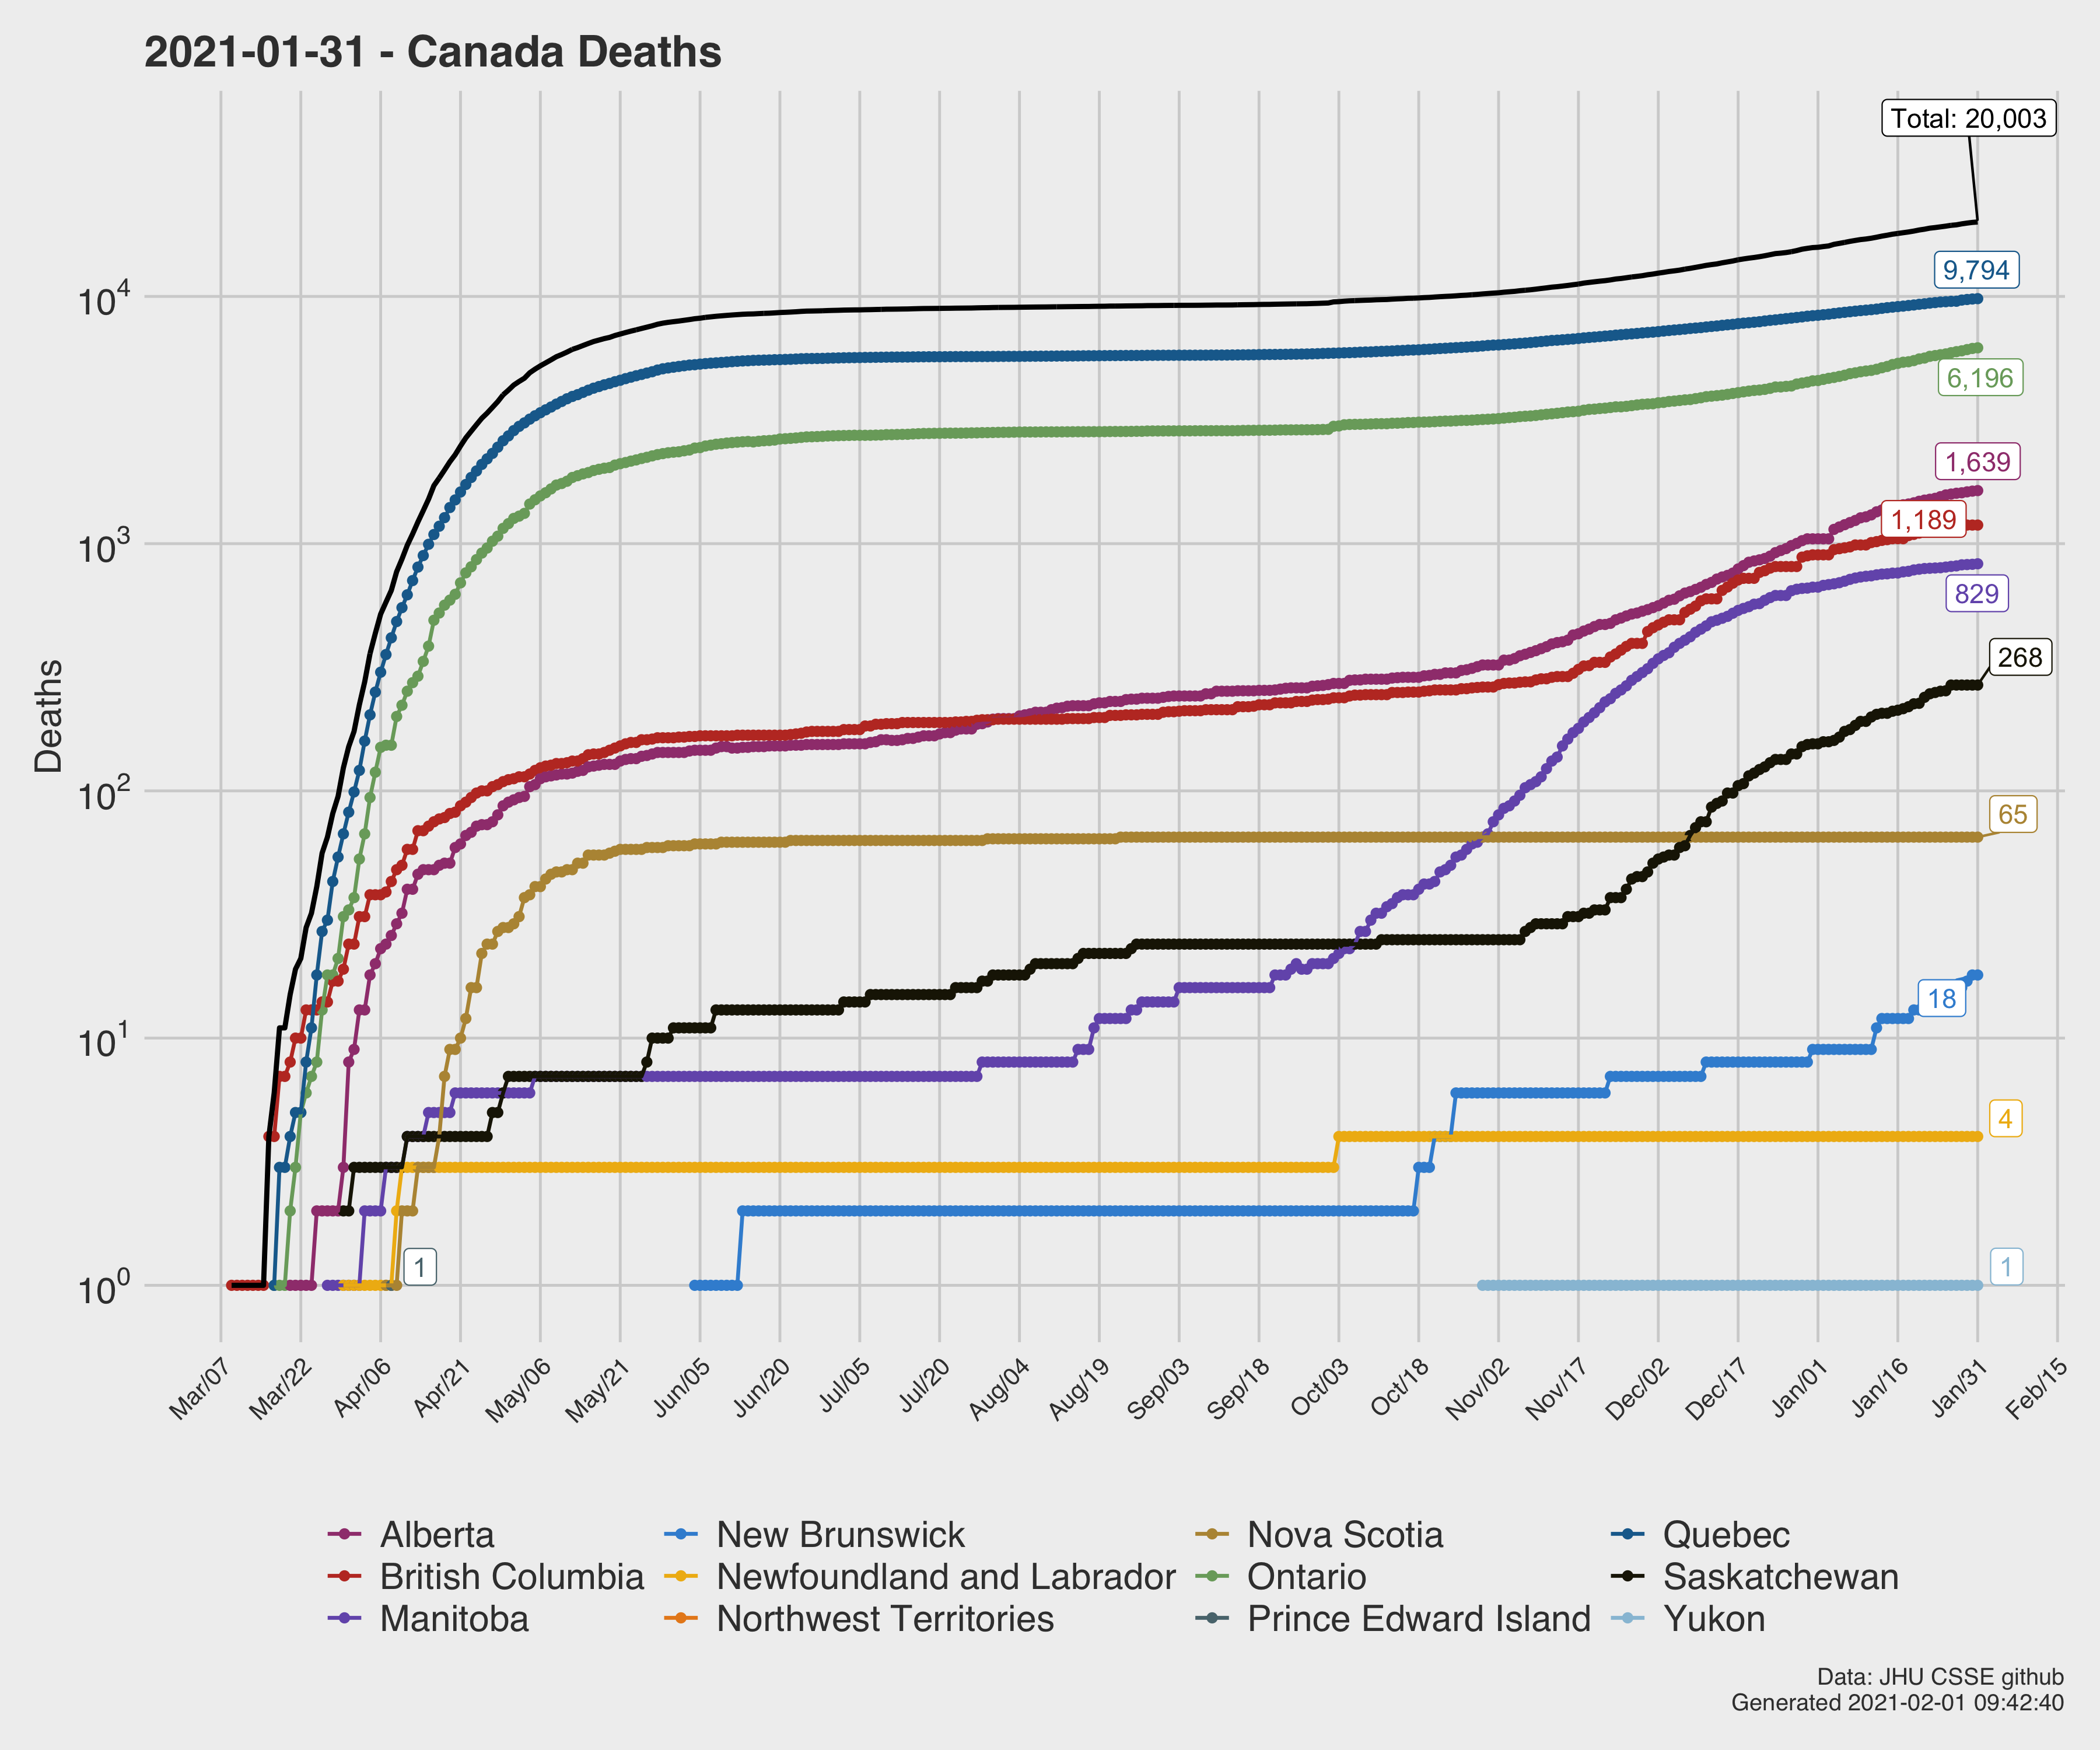 2021-01-31 - Canada Deaths
Total: 20,003
9,794
6,196
1,639
1,189
829
268
65
18
4
1
1
Deaths
10^4
10^3
10^2
10^1
10^0
Mar/07
Mar/22
Apr/06
Apr/21
May/06
May/21
Jun/05
Jun/20
Jul/05
Jul/20
Aug/04
Aug/19
Sep/03
Sep/18
Oct/03
Oct/18
Nov/02
Nov/17
Dec/02
Dec/17
Jan/01
Jan/16
Jan/31
Feb/15
Alberta
British Columbia
Manitoba
New Brunswick
Newfoundland and Labrador
Northwest Territories
Nova Scotia
Ontario
Prince Edward Island
Quebec
Saskatchewan
Yukon
Data: JHU CSSE github
Generated 2021-02-01 09:42:40